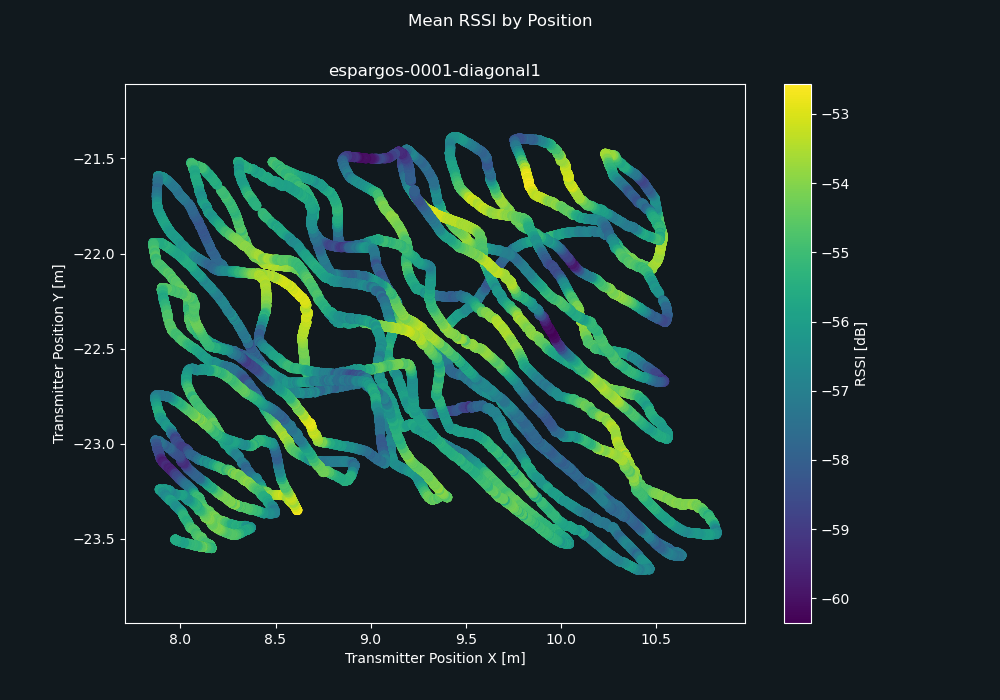 Mean RSSI by Position
espargos-0001-diagonal1
−21.5
−22.0
−22.5
−23.0
−23.5
Transmitter Position Y [m]
8.0 8.5 9.0 9.5 10.0 10.5
Transmitter Position X [m]
−53
−54
−55
−56
−57
−58
−59
−60
RSSI [dB]